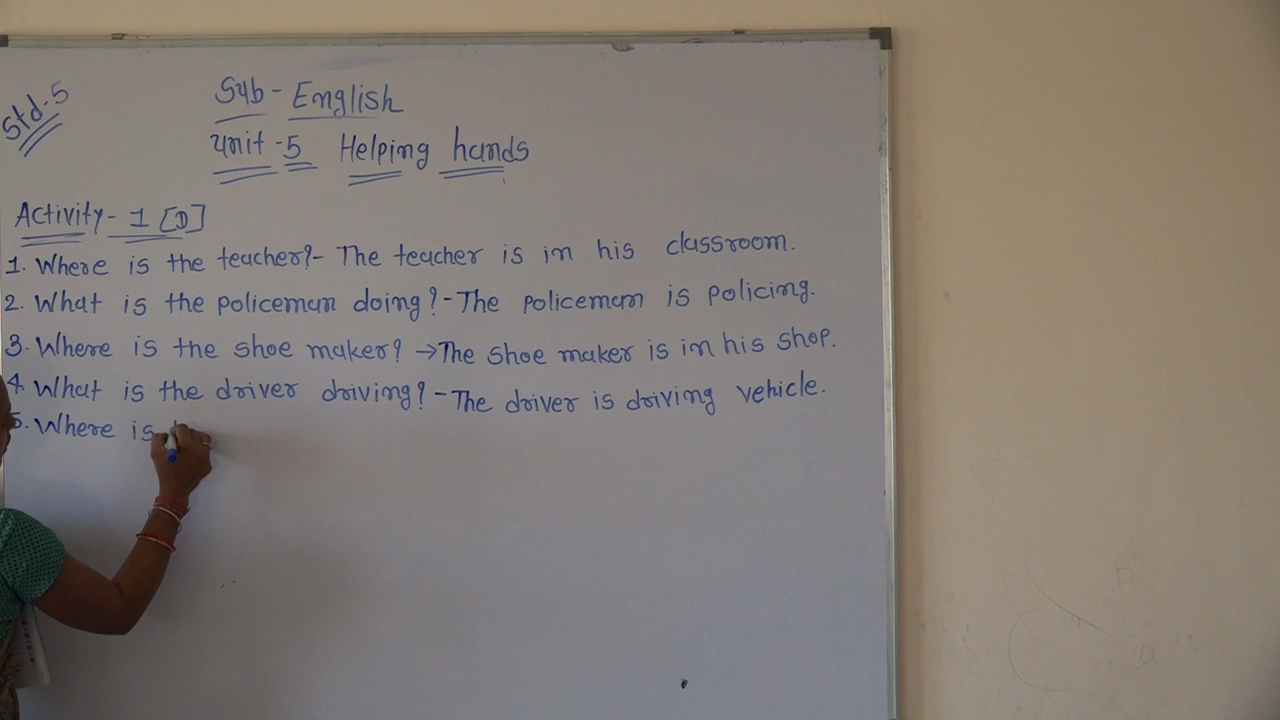 Std-5
Sub - English
Unit-5 Helping hands
Activity-1 [D]
1. Where is the teacher?- The teacher is in his classroom.
2. What is the policeman doing?-The policeman is policing.
3. Where is the shoe maker? →The shoe maker is in his shop.
4. What is the driver driving?-The driver is driving vehicle.
5. Where is